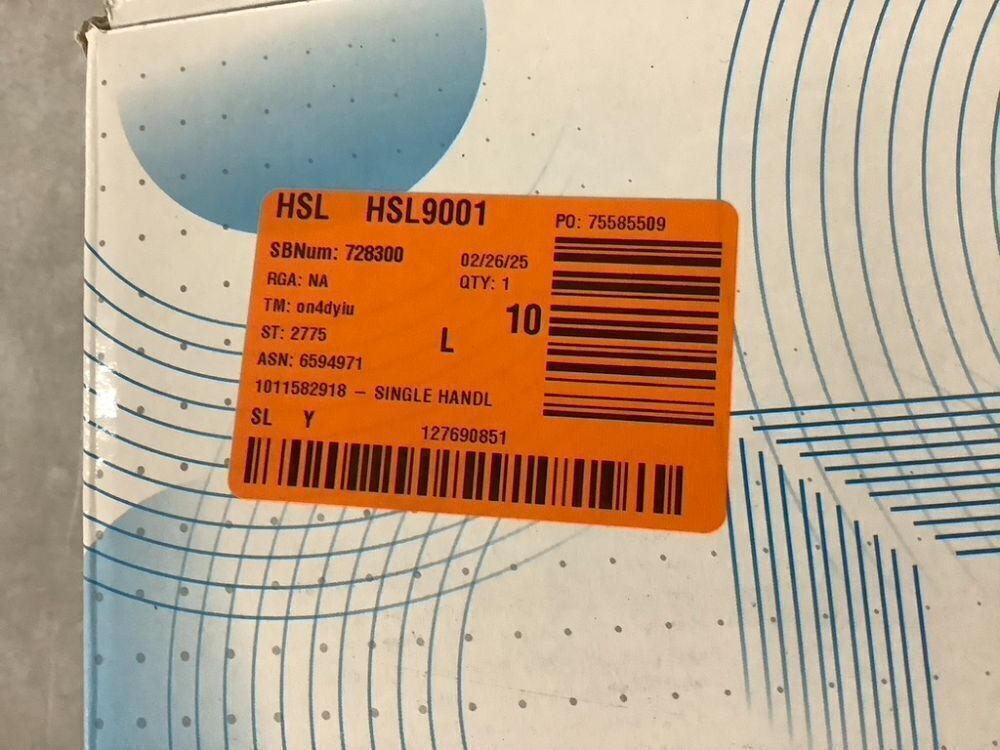 HSL HSL9001
PO: 75585509
SBNum: 728300
02/26/25
RGA: NA
QTY: 1
TM: on4dyiu
10
ST: 2775
L
ASN: 6594971
1011582918 – SINGLE HANDL
SL Y
127690851